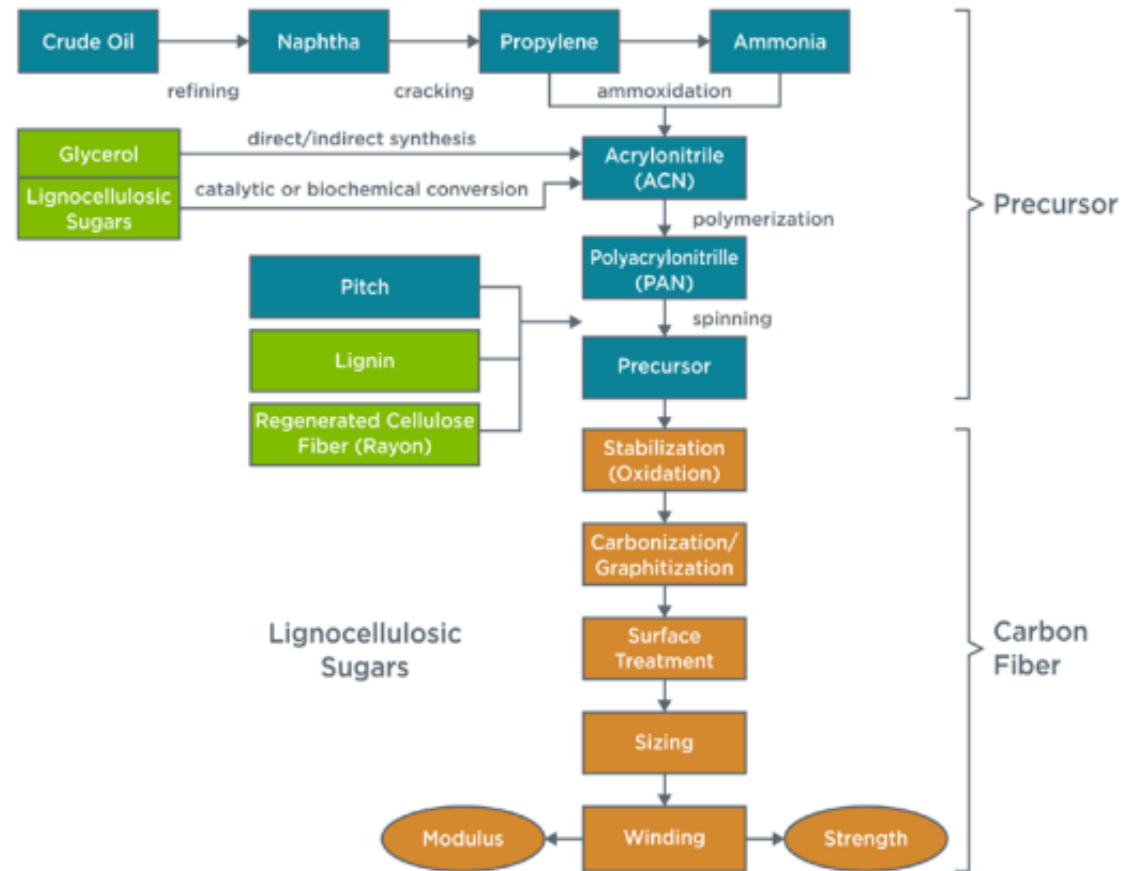 Crude Oil
Naphtha
Propylene
Ammonia
refining
cracking
ammoxidation
Glycerol
direct/indirect synthesis
Acrylonitrile
(ACN)
Lignocellulosic
Sugars
catalytic or biochemical conversion
polymerization
Precursor
Polyacrylonitrille
(PAN)
Pitch
spinning
Lignin
Precursor
Regenerated Cellulose
Fiber (Rayon)
Stabilization
(Oxidation)
Carbonization/
Graphitization
Lignocellulosic
Sugars
Surface
Treatment
Carbon
Fiber
Sizing
Modulus
Winding
Strength